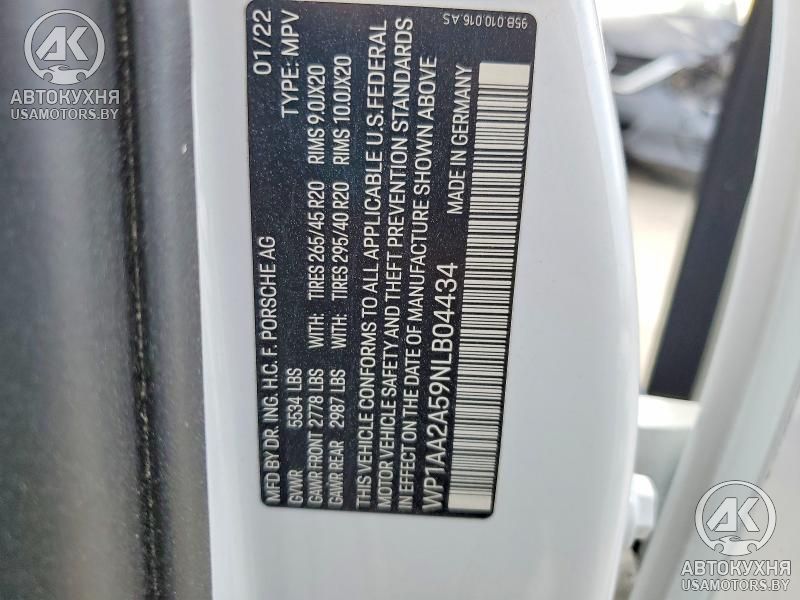 MFD BY DR. ING. H.C. F. PORSCHE AG 01/22
GVWR 5534 LBS TYPE: MPV
GAWR FRONT 2778 LBS WITH: TIRES 265/45 R20 RIMS 9.0JX20
GAWR REAR 2987 LBS WITH: TIRES 295/40 R20 RIMS 10.0JX20
THIS VEHICLE CONFORMS TO ALL APPLICABLE U.S. FEDERAL
MOTOR VEHICLE SAFETY AND THEFT PREVENTION STANDARDS
IN EFFECT ON THE DATE OF MANUFACTURE SHOWN ABOVE
WP1AA2A59NLB04434 MADE IN GERMANY
95B.010.016.A S
AK
АВТОКУХНЯ
USAMOTORS.BY
AK
АВТОКУХНЯ
USAMOTORS.BY